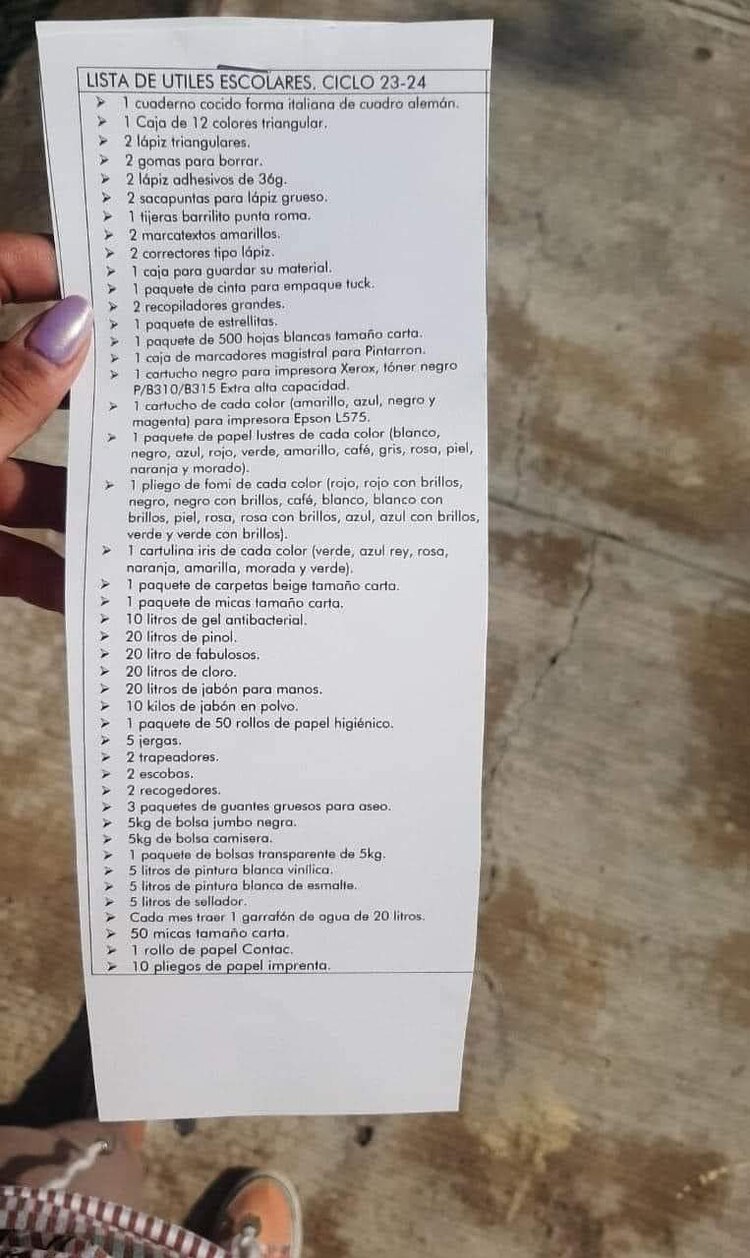 LISTA DE UTILES ESCOLARES. CICLO 23-24
➤ 1 cuaderno cocido forma italiana de cuadro alemán.
➤ 1 Caja de 12 colores triangular.
➤ 2 lápiz triangulares.
➤ 2 gomas para borrar.
➤ 2 lápiz adhesivos de 36g.
➤ 2 sacapuntas para lápiz grueso.
➤ 1 tijeras barrilito punta roma.
➤ 2 marcatextos amarillos.
➤ 2 correctores tipo lápiz.
➤ 1 caja para guardar su material.
➤ 1 paquete de cinta para empaque tuck.
➤ 2 recopiladores grandes.
➤ 1 paquete de estrellitas.
➤ 1 paquete de 500 hojas blancas tamaño carta.
➤ 1 caja de marcadores magistral para Pintarron.
➤ 1 cartucho negro para impresora Xerox, tóner negro
P/B310/B315 Extra alta capacidad.
➤ 1 cartucho de cada color (amarillo, azul, negro y
magenta) para impresora Epson L575.
➤ 1 paquete de papel lustres de cada color (blanco,
negro, azul, rojo, verde, amarillo, café, gris, rosa, piel,
naranja y morado).
➤ 1 pliego de fomi de cada color (rojo, rojo con brillos,
negro, negro con brillos, café, blanco, blanco con
brillos, piel, rosa, rosa con brillos, azul, azul con brillos,
verde y verde con brillos).
➤ 1 cartulina iris de cada color (verde, azul rey, rosa,
naranja, amarilla, morada y verde).
➤ 1 paquete de carpetas beige tamaño carta.
➤ 1 paquete de micas tamaño carta.
➤ 10 litros de gel antibacterial.
➤ 20 litros de pinol.
➤ 20 litro de fabulosos.
➤ 20 litros de cloro.
➤ 20 litros de jabón para manos.
➤ 10 kilos de jabón en polvo.
➤ 1 paquete de 50 rollos de papel higiénico.
➤ 5 jergas.
➤ 2 trapeadores.
➤ 2 escobas.
➤ 2 recogedores.
➤ 3 paquetes de guantes gruesos para aseo.
➤ 5kg de bolsa jumbo negra.
➤ 5kg de bolsa camisera.
➤ 1 paquete de bolsas transparente de 5kg.
➤ 5 litros de pintura blanca vinílica.
➤ 5 litros de pintura blanca de esmalte.
➤ 5 litros de sellador.
➤ Cada mes traer 1 garrafón de agua de 20 litros.
➤ 50 micas tamaño carta.
➤ 1 rollo de papel Contac.
➤ 10 pliegos de papel imprenta.